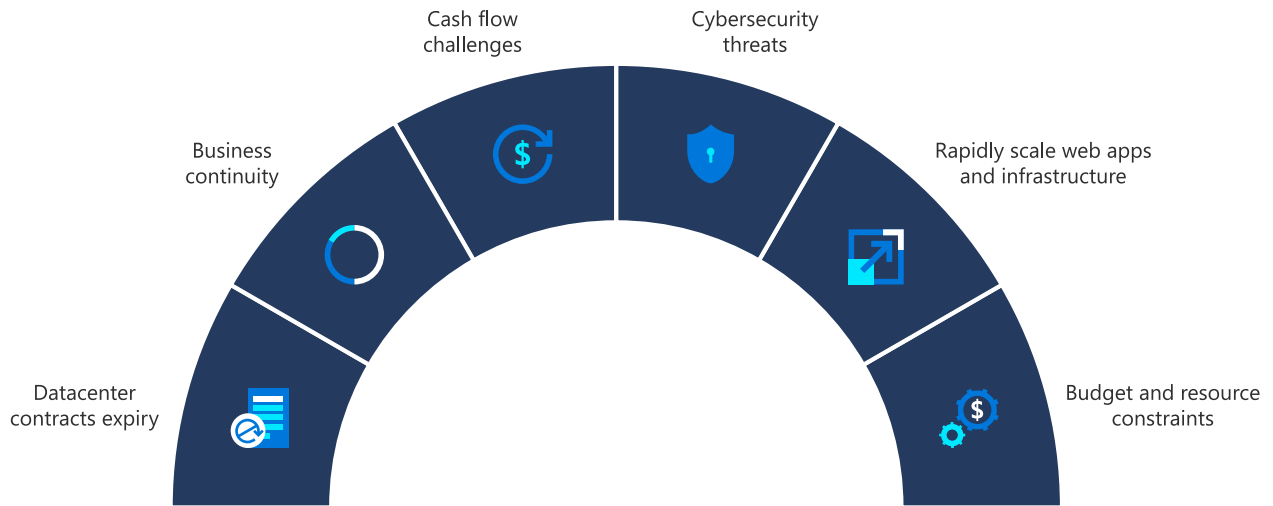 Cash flow
challenges
Cybersecurity
threats
Business
continuity
Rapidly scale web apps
and infrastructure
Datacenter
contracts expiry
Budget and resource
constraints
$
$